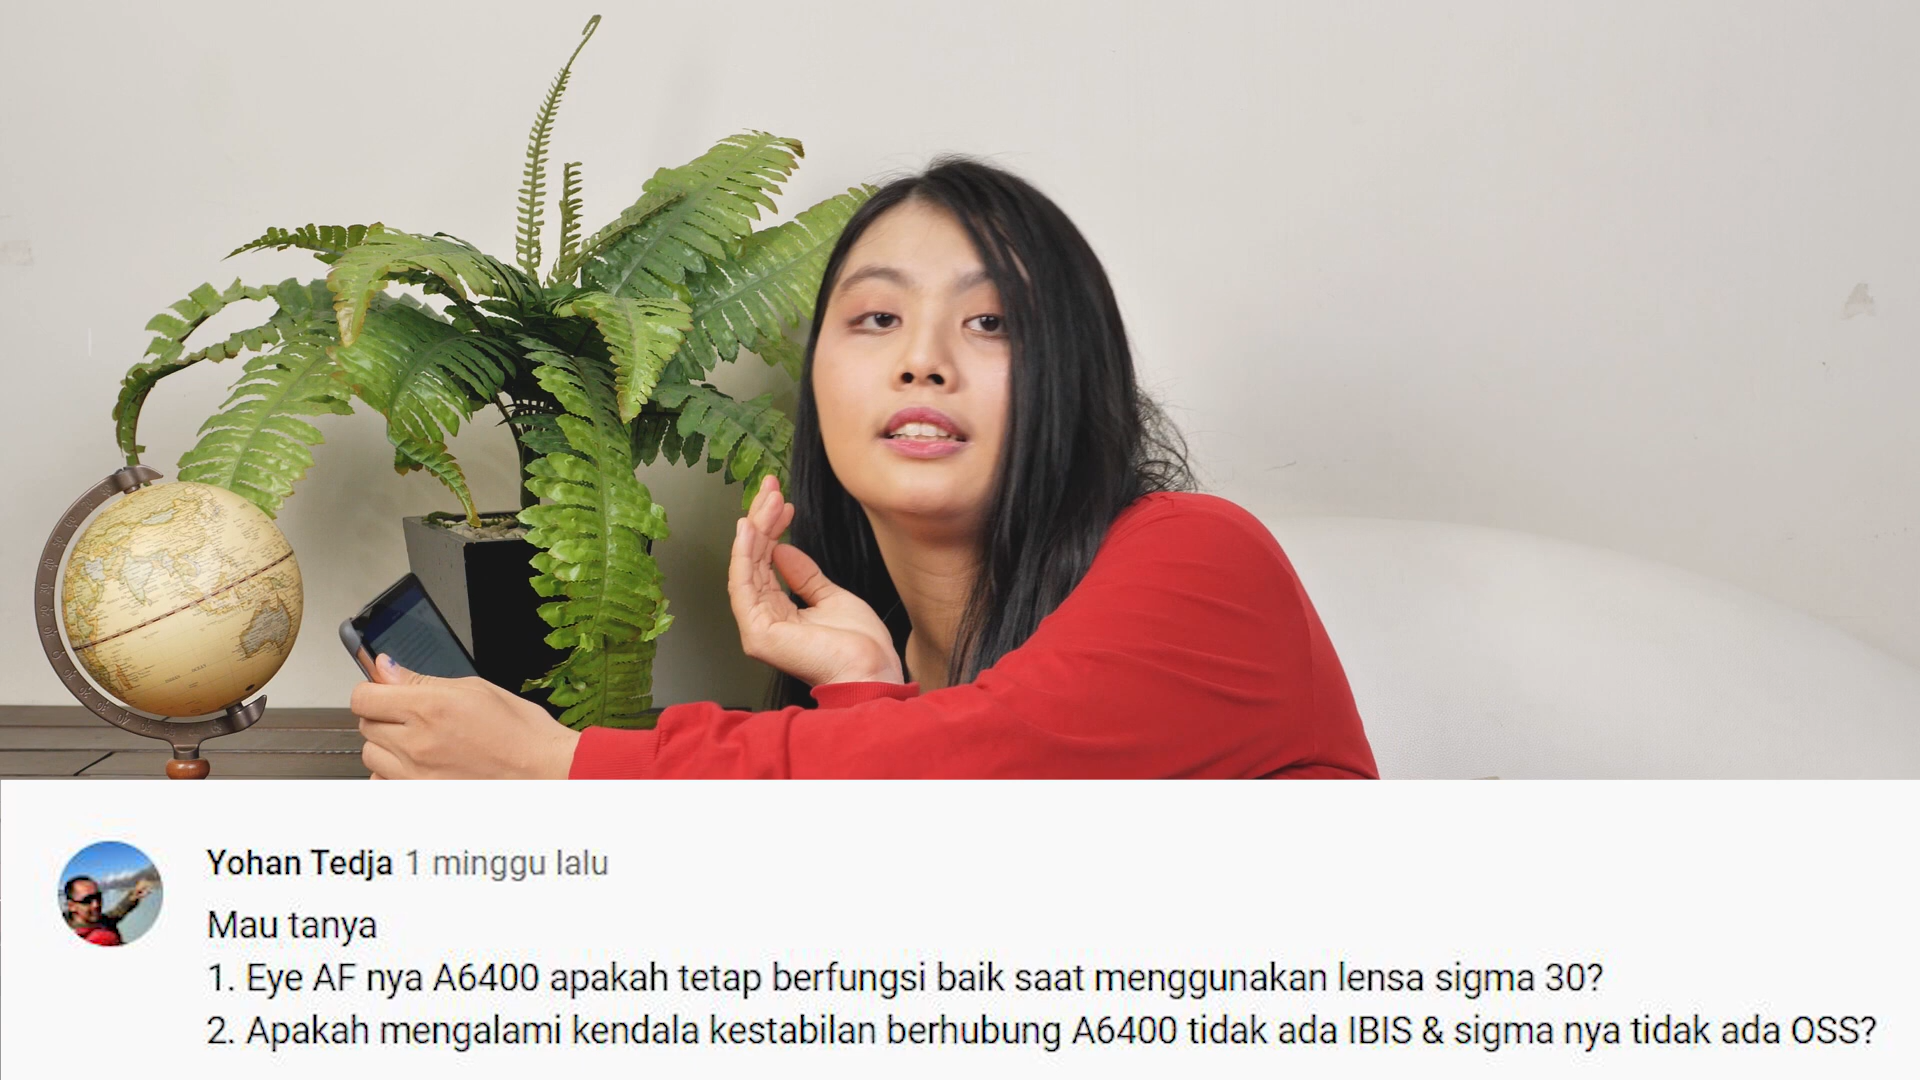 Yohan Tedja 1 minggu lalu
Mau tanya
1. Eye AF nya A6400 apakah tetap berfungsi baik saat menggunakan lensa sigma 30?
2. Apakah mengalami kendala kestabilan berhubung A6400 tidak ada IBIS & sigma nya tidak ada OSS?